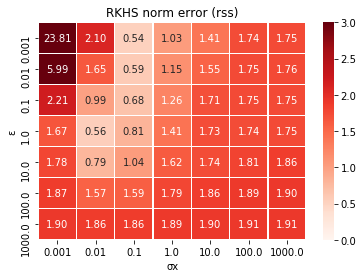 RKHS norm error (rss)
0.001 23.81 2.10 0.54 1.03 1.41 1.74 1.75
0.01 5.99 1.65 0.59 1.15 1.55 1.75 1.76
0.1 2.21 0.99 0.68 1.26 1.71 1.75 1.75
1.0 1.67 0.56 0.81 1.41 1.73 1.74 1.75
10.0 1.78 0.79 1.04 1.62 1.74 1.81 1.86
100.0 1.87 1.57 1.59 1.79 1.86 1.89 1.90
1000.0 1.90 1.86 1.86 1.89 1.90 1.91 1.91
0.001 0.01 0.1 1.0 10.0 100.0 1000.0
σx
ε
3.0
2.5
2.0
1.5
1.0
0.5
0.0